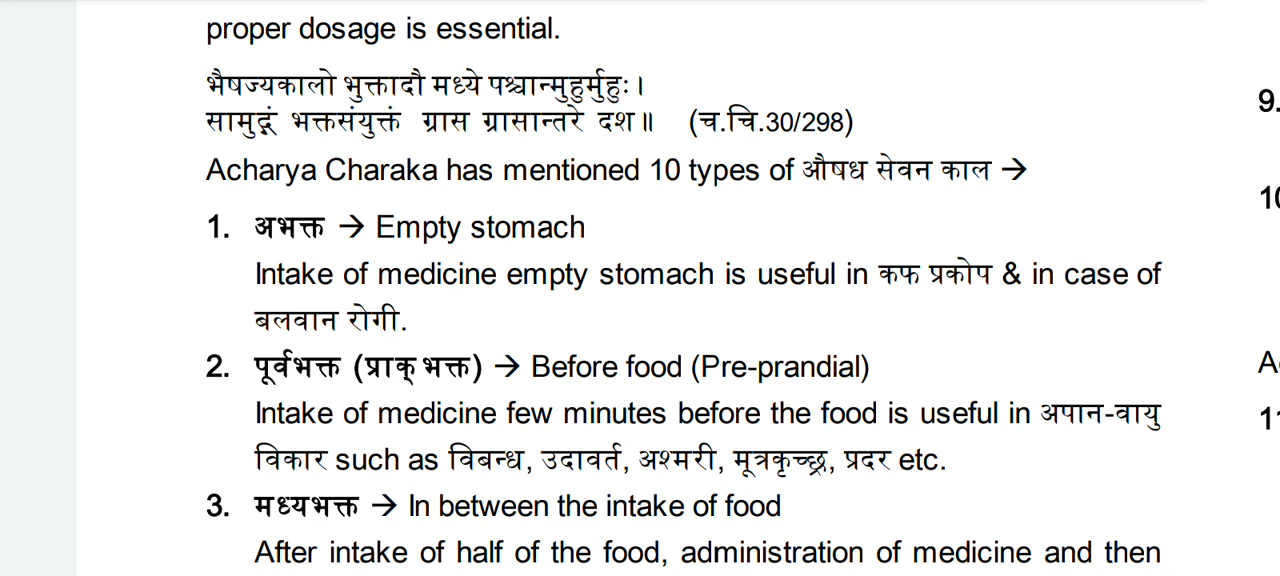 proper dosage is essential.
भैषज्यकालो भुक्तादौ मध्ये पश्चान्मुहुर्मुहुः।
सामुद्गं भक्तसंयुक्तं ग्रास ग्रासान्तरे दश॥ (च.चि.30/298)
Acharya Charaka has mentioned 10 types of औषध सेवन काल →
1. अभक्त → Empty stomach
Intake of medicine empty stomach is useful in कफ प्रकोप & in case of
बलवान रोगी.
2. पूर्वभक्त (प्राक् भक्त) → Before food (Pre-prandial)
Intake of medicine few minutes before the food is useful in अपान-वायु
विकार such as विबन्ध, उदावर्त, अश्मरी, मूत्रकृच्छ्र, प्रदर etc.
3. मध्यभक्त → In between the intake of food
After intake of half of the food, administration of medicine and then
9.